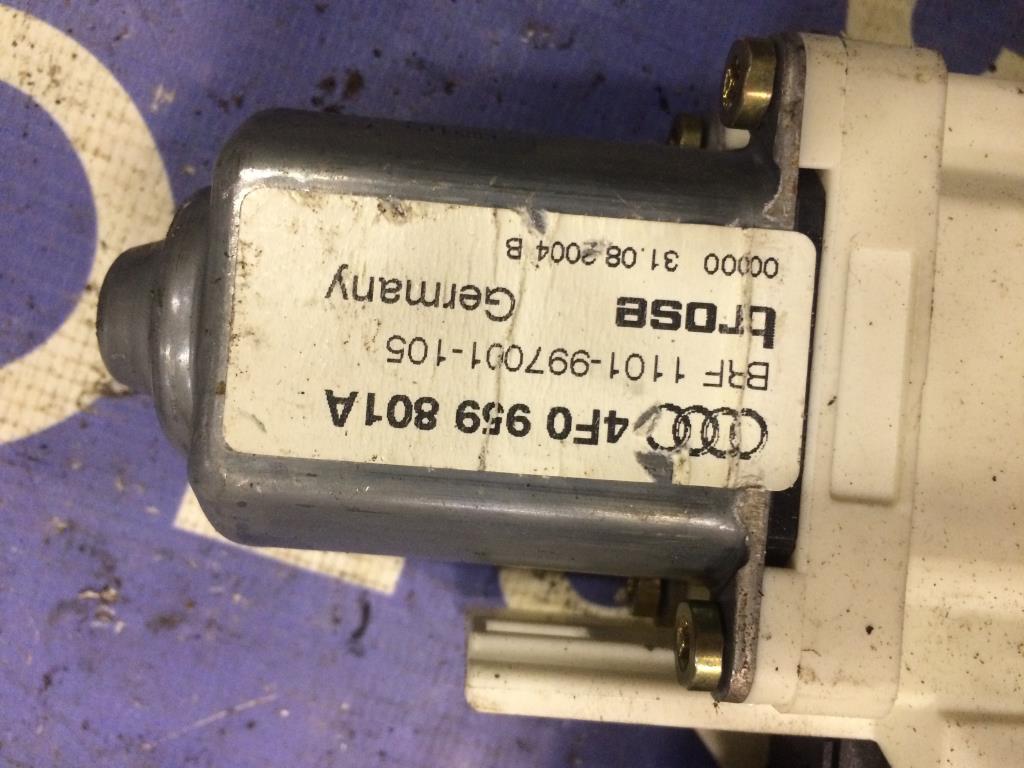 4F0 959 801A
BRF 1101-997001-105
brose Germany
00000 31.08.2004 B